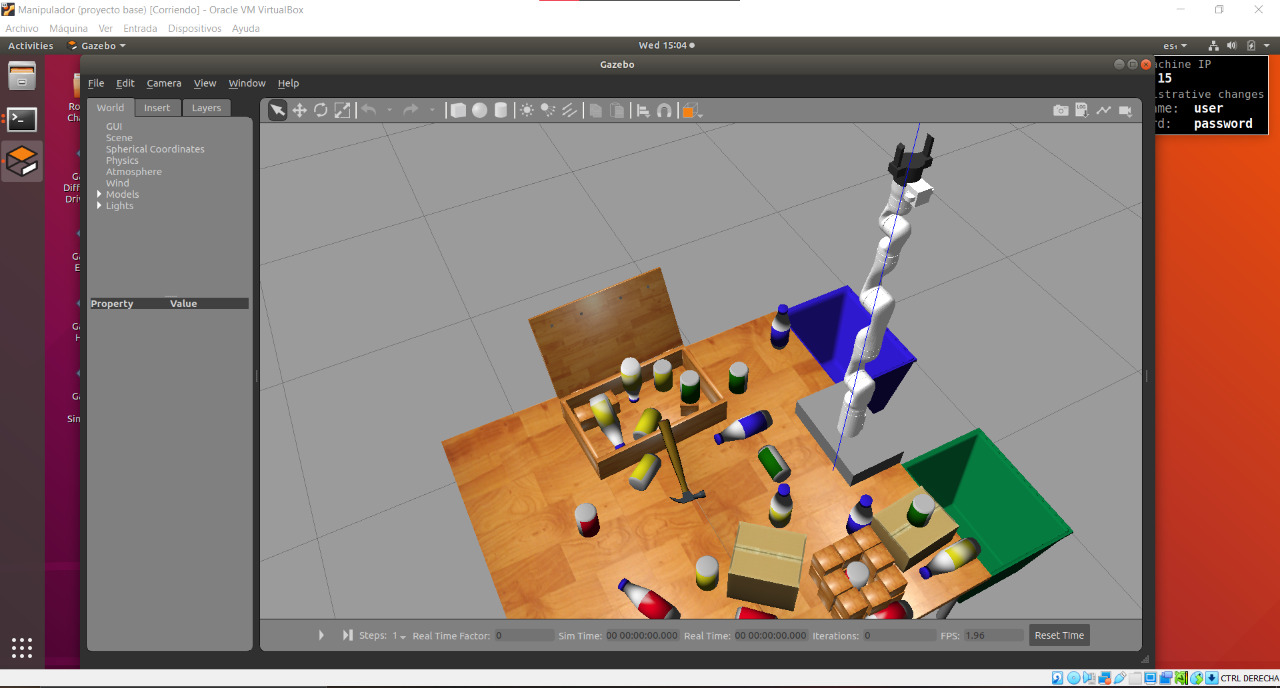 Manipulador (proyecto base) [Corriendo] - Oracle VM VirtualBox
Archivo Máquina Ver Entrada Dispositivos Ayuda
Activities Gazebo Wed 15:04 es₁
Gazebo
achine IP
15
istrative changes
me: user
rd: password
File Edit Camera View Window Help
World Insert Layers
GUI
Scene
Spherical Coordinates
Physics
Atmosphere
Wind
Models
Lights
Property Value
Ro
Cha
Ga
Diff
Driv
Ga
E
Ga
H
Ga
Sim
Steps: 1 Real Time Factor: 0 Sim Time: 00 00:00:00.000 Real Time: 00 00:00:00.000 Iterations: 0 FPS: 1.96 Reset Time
CTRL DERECHA